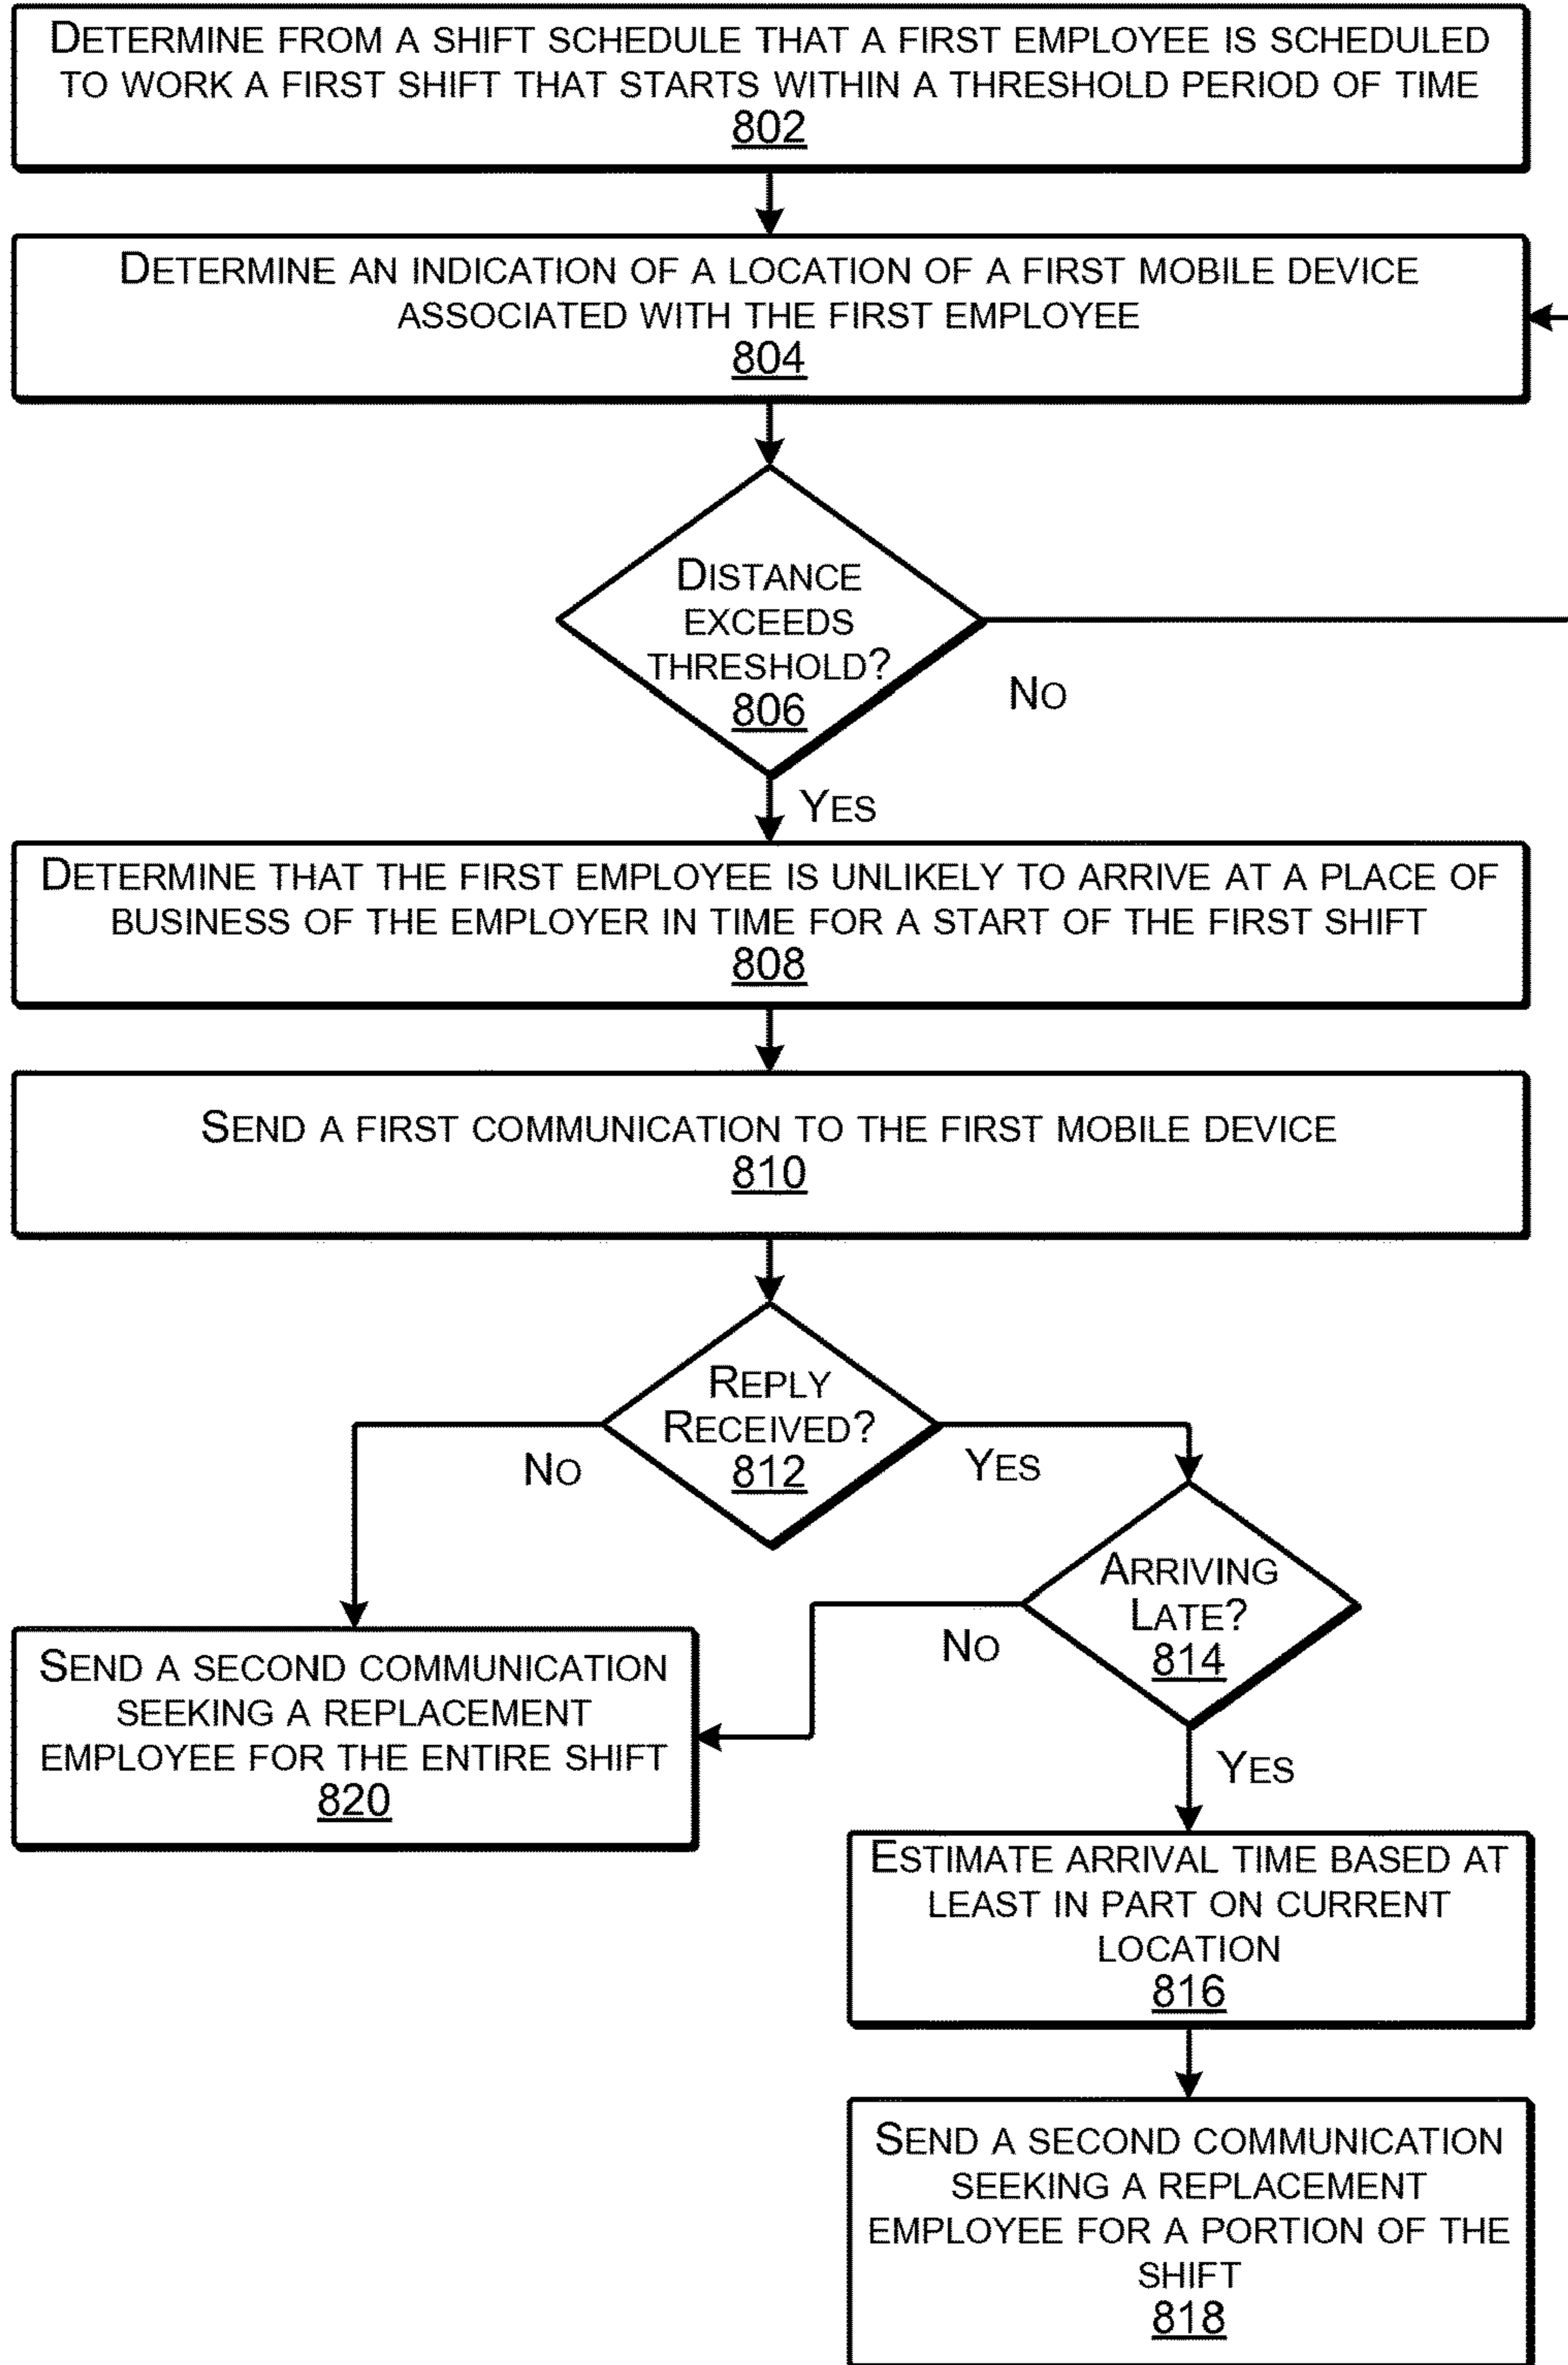 DETERMINE FROM A SHIFT SCHEDULE THAT A FIRST EMPLOYEE IS SCHEDULED
TO WORK A FIRST SHIFT THAT STARTS WITHIN A THRESHOLD PERIOD OF TIME
802
DETERMINE AN INDICATION OF A LOCATION OF A FIRST MOBILE DEVICE
ASSOCIATED WITH THE FIRST EMPLOYEE
804
DISTANCE
EXCEEDS
THRESHOLD?
806
NO
YES
DETERMINE THAT THE FIRST EMPLOYEE IS UNLIKELY TO ARRIVE AT A PLACE OF
BUSINESS OF THE EMPLOYER IN TIME FOR A START OF THE FIRST SHIFT
808
SEND A FIRST COMMUNICATION TO THE FIRST MOBILE DEVICE
810
REPLY
RECEIVED?
812
NO
YES
ARRIVING
LATE?
814
NO
YES
SEND A SECOND COMMUNICATION
SEEKING A REPLACEMENT
EMPLOYEE FOR THE ENTIRE SHIFT
820
ESTIMATE ARRIVAL TIME BASED AT
LEAST IN PART ON CURRENT
LOCATION
816
SEND A SECOND COMMUNICATION
SEEKING A REPLACEMENT
EMPLOYEE FOR A PORTION OF THE
SHIFT
818